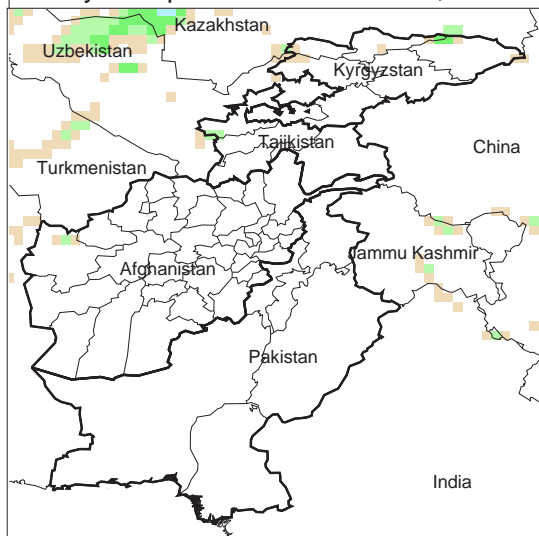 Kazakhstan
Uzbekistan
Kyrgyzstan
Tajikistan
China
Turkmenistan
Jammu Kashmir
Afghanistan
Pakistan
India